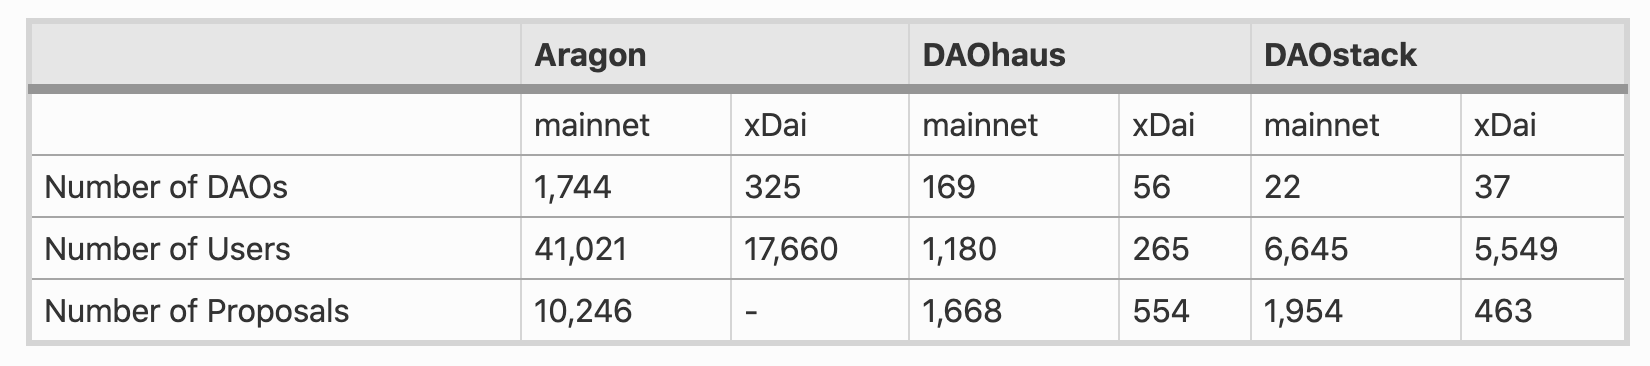 Aragon DAOhaus DAOstack
mainnet xDai mainnet xDai mainnet xDai
Number of DAOs 1,744 325 169 56 22 37
Number of Users 41,021 17,660 1,180 265 6,645 5,549
Number of Proposals 10,246 - 1,668 554 1,954 463